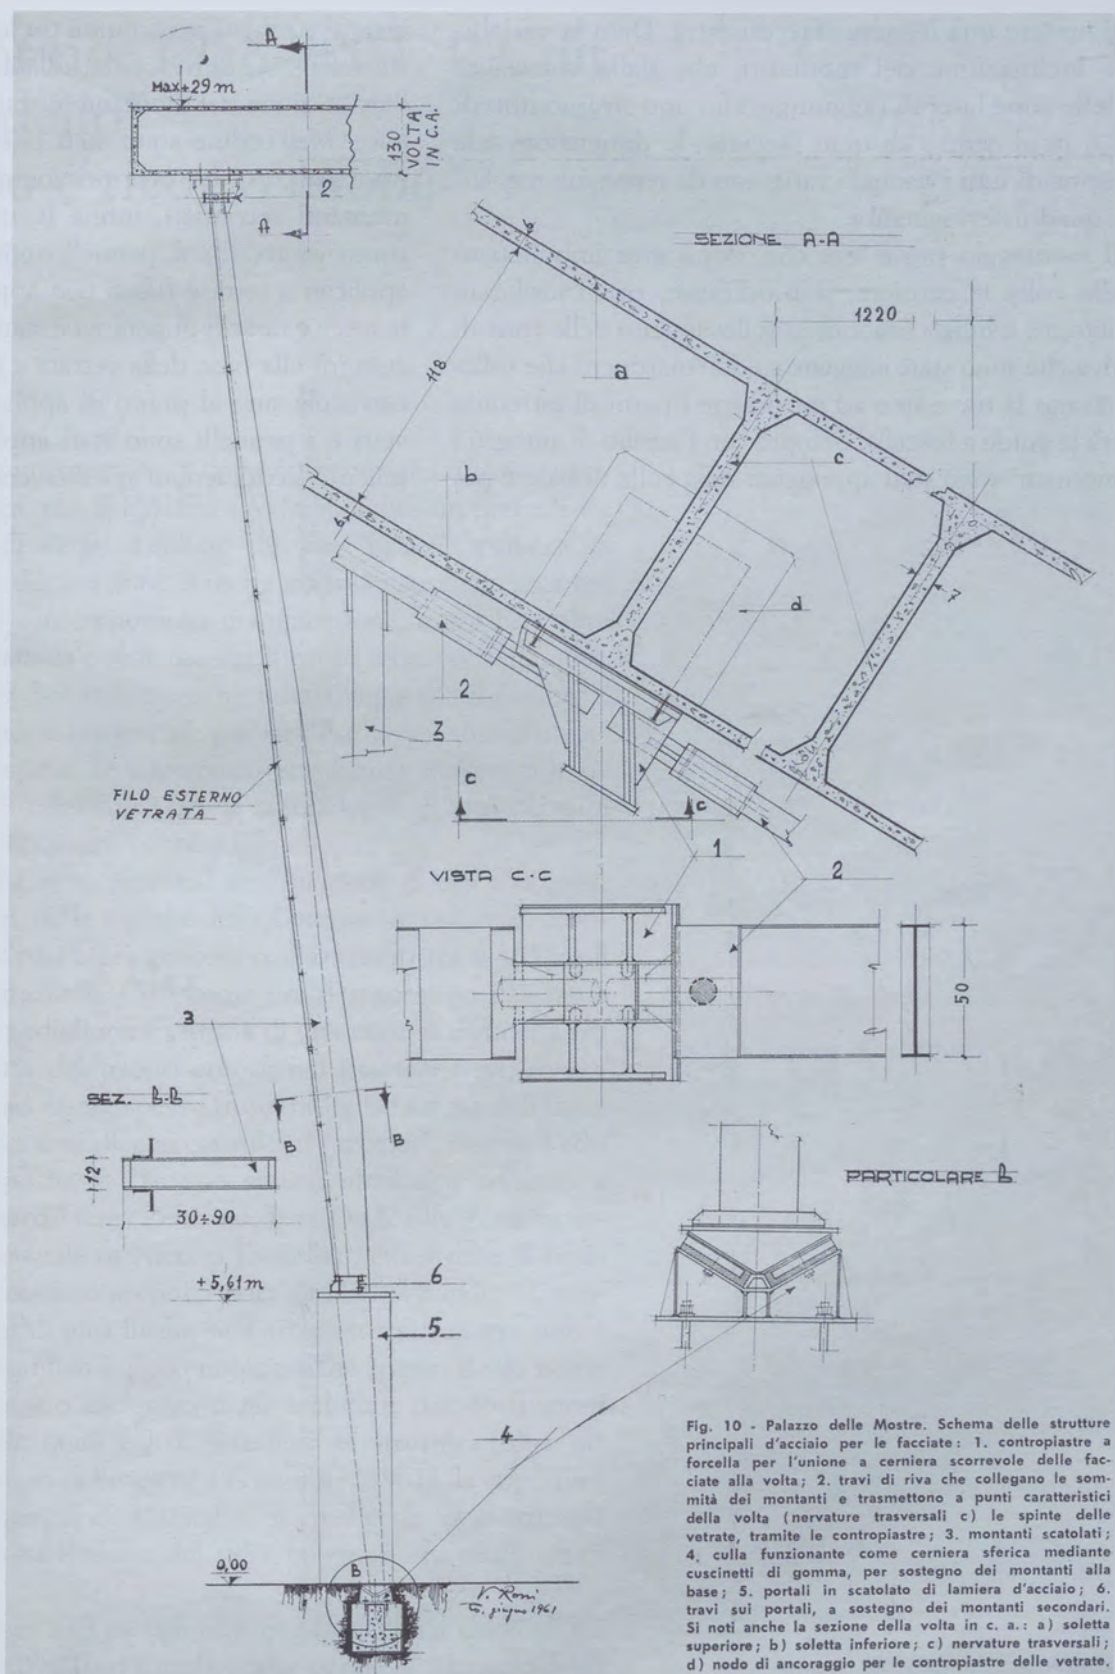 A
Max+29 m
130
VOLTA
IN C.A.
2
A
SEZIONE A-A
6
1220
118
a
c
b
6
d
7
2
3
c
c
FILO ESTERNO
VETRATA
1
VISTA C-C
2
50
3
SEZ. B-B
B
B
12
30÷90
PARTICOLARE B
+5,61 m
6
5
4
0,00
B
giugno 1961
Fig. 10 - Palazzo delle Mostre. Schema delle strutture
principali d'acciaio per le facciate: 1. contropiastre a
forcella per l'unione a cerniera scorrevole delle fac-
ciate alla volta; 2. travi di riva che collegano le som-
mità dei montanti e trasmettono a punti caratteristici
della volta (nervature trasversali c) le spinte delle
vetrate, tramite le contropiastre; 3. montanti scatolati;
4. culla funzionante come cerniera sferica mediante
cuscinetti di gomma, per sostegno dei montanti alla
base; 5. portali in scatolato di lamiera d'acciaio; 6.
travi sui portali, a sostegno dei montanti secondari.
Si noti anche la sezione della volta in c. a.: a) soletta
superiore; b) soletta inferiore; c) nervature trasversali;
d) nodo di ancoraggio per le contropiastre delle vetrate.